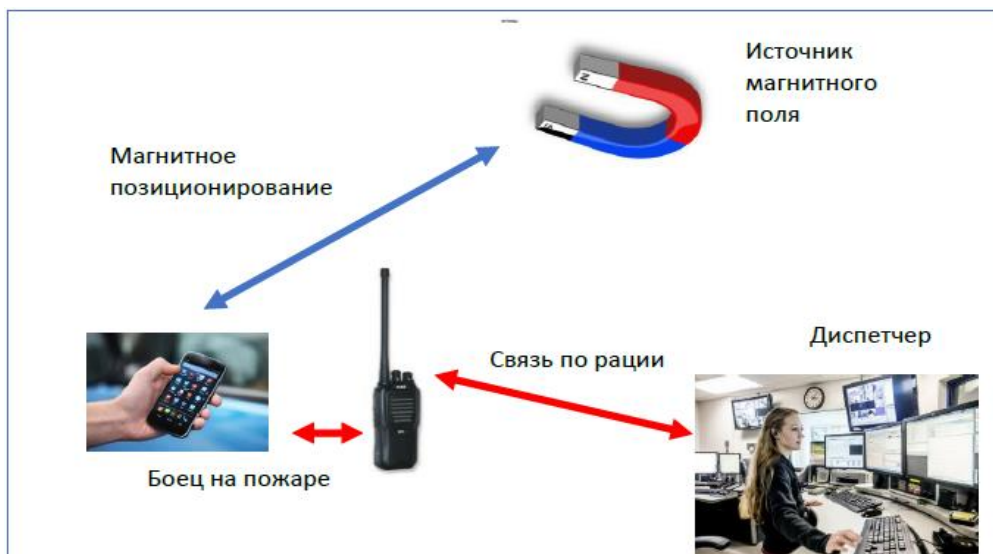 Источник
магнитного
поля
Магнитное
позиционирование
Диспетчер
Связь по рации
Боец на пожаре